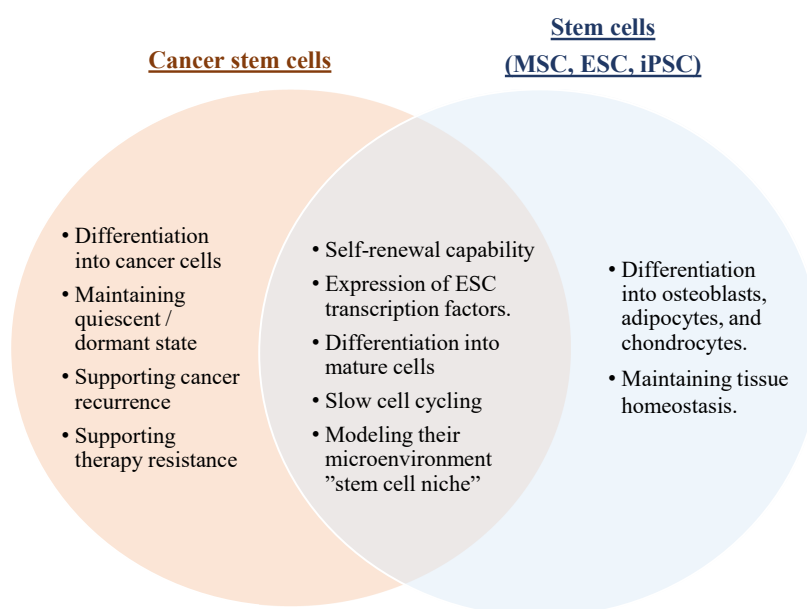 Cancer stem cells
Stem cells
(MSC, ESC, iPSC)
• Differentiation
into cancer cells
• Maintaining
quiescent /
dormant state
• Supporting cancer
recurrence
• Supporting
therapy resistance
• Self-renewal capability
• Expression of ESC
transcription factors.
• Differentiation into
mature cells
• Slow cell cycling
• Modeling their
microenvironment
”stem cell niche”
• Differentiation
into osteoblasts,
adipocytes, and
chondrocytes.
• Maintaining tissue
homeostasis.